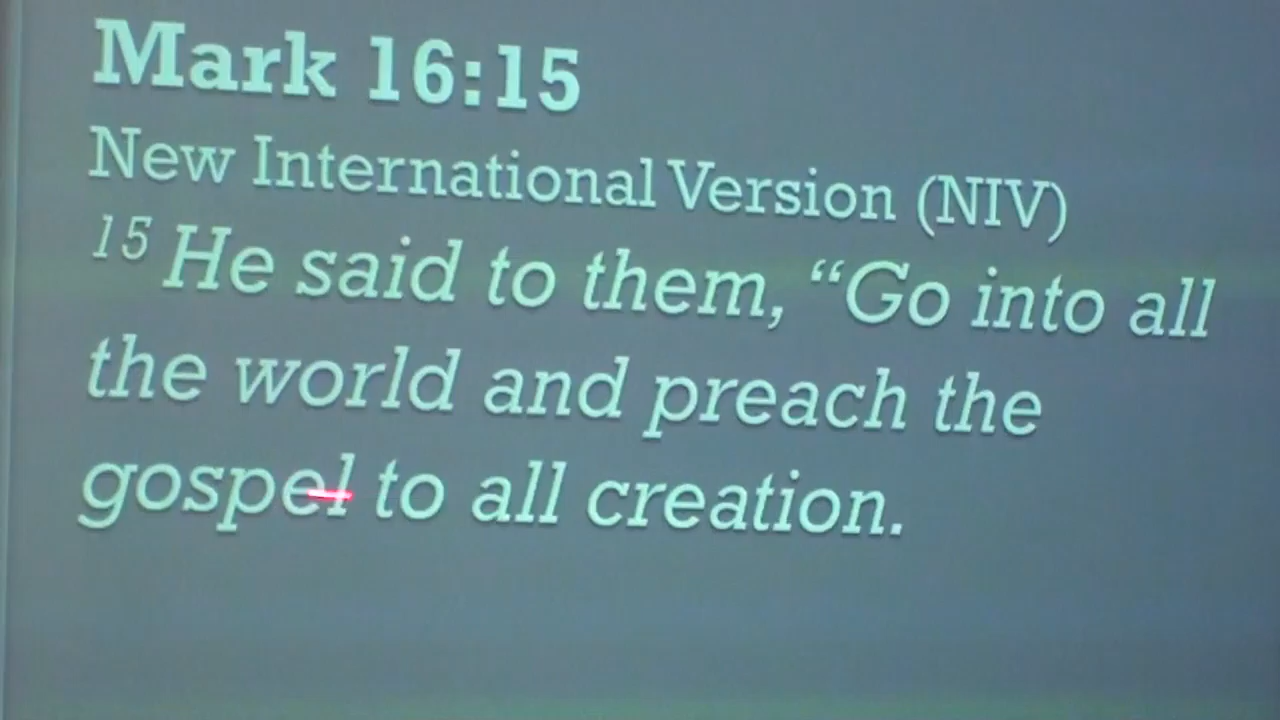 Mark 16:15
New International Version (NIV)
15 He said to them, “Go into all
the world and preach the
gospel to all creation.